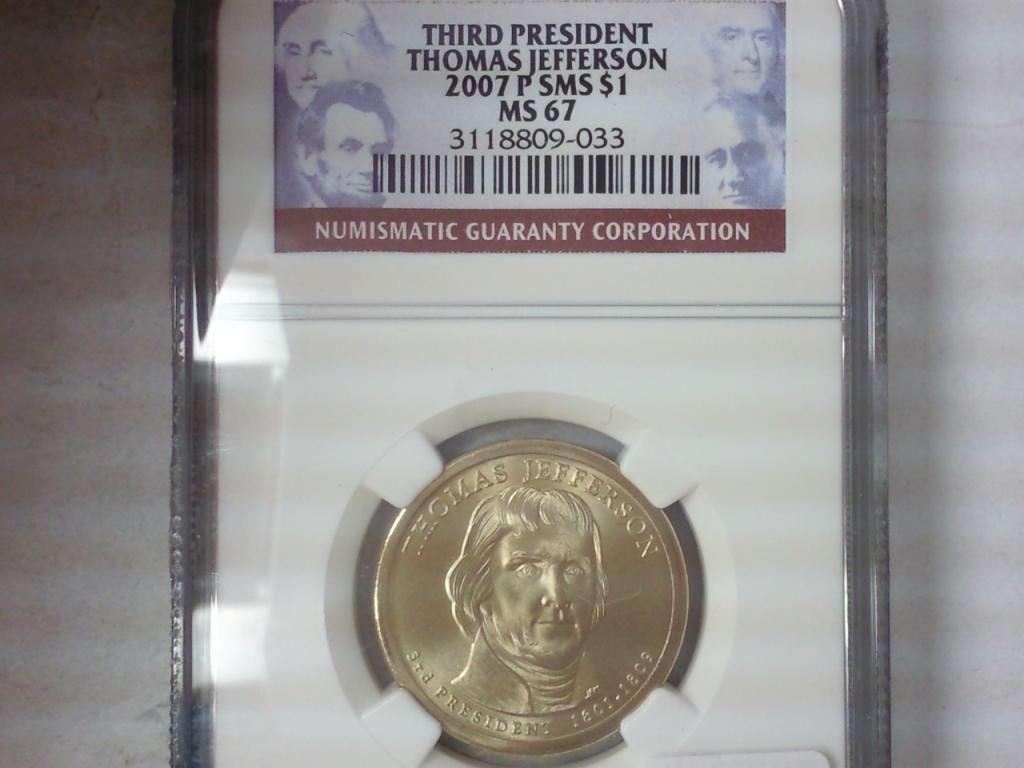 THIRD PRESIDENT
THOMAS JEFFERSON
2007 P SMS $1
MS 67
3118809-033
NUMISMATIC GUARANTY CORPORATION
THOMAS JEFFERSON
3rd PRESIDENT 1801-1809